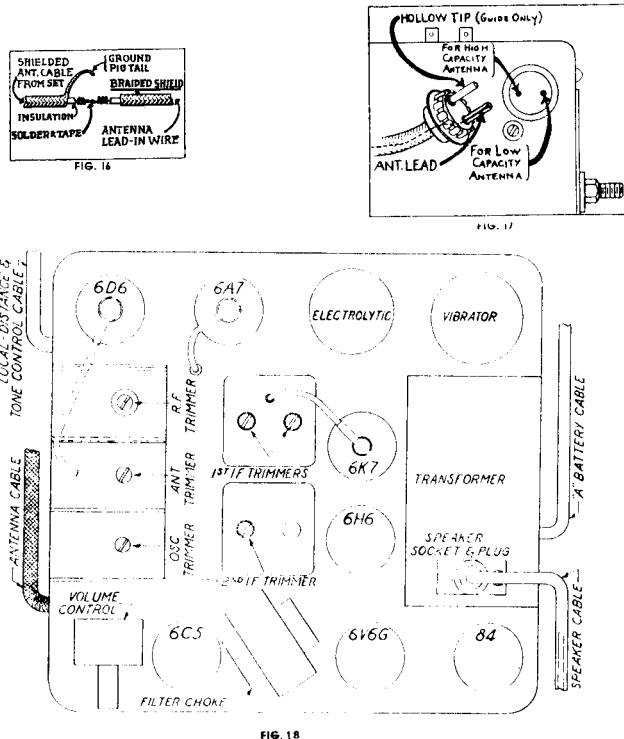 SHIELDED
ANT. CABLE
FROM SET
GROUND
PIG TAIL
BRAIDED SHIELD
INSULATION
SOLDER & TAPE
ANTENNA
LEAD-IN WIRE
FIG. 16
HOLLOW TIP (GUIDE ONLY)
FOR HIGH
CAPACITY
ANTENNA
ANT. LEAD
FOR LOW
CAPACITY
ANTENNA
FIG. 17
LOCAL-DISTANCE &
TONE CONTROL CABLE
6D6
6A7
ELECTROLYTIC
VIBRATOR
R.F.
TRIMMER
1ST IF TRIMMERS
6K7
ANT
TRIMMER
TRANSFORMER
"A" BATTERY CABLE
ANTENNA CABLE
OSC
TRIMMER
6H6
SPEAKER
SOCKET & PLUG
2ND IF TRIMMER
VOLUME
CONTROL
6C5
6V6G
84
SPEAKER CABLE
FILTER CHOKE
FIG. 18